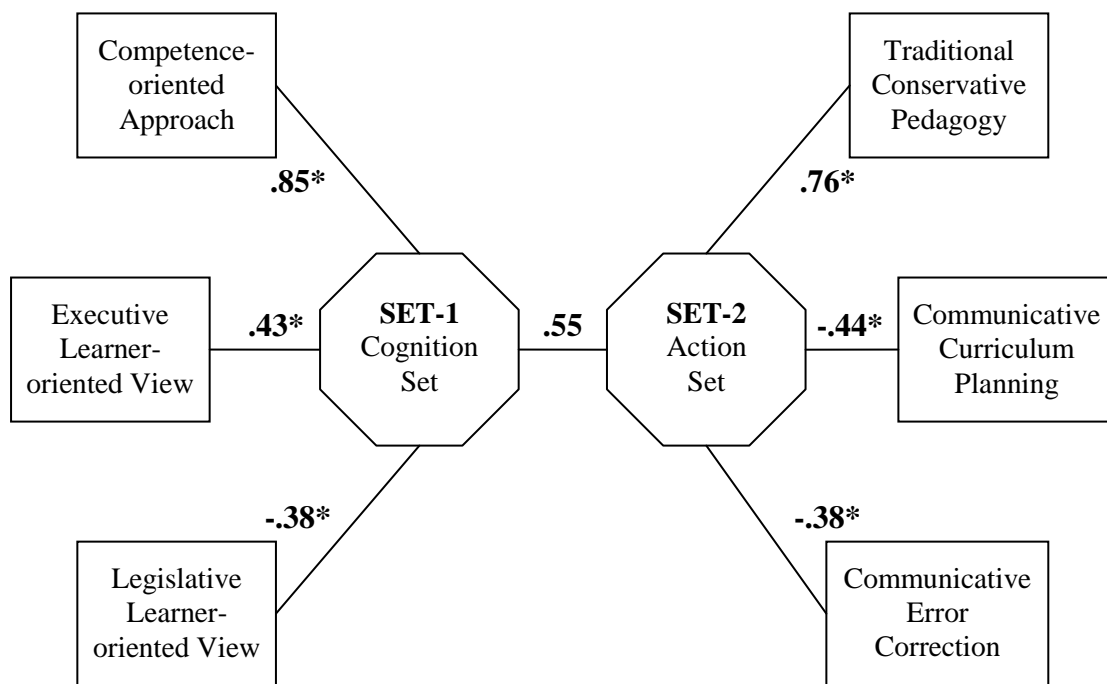 Competence-
oriented
Approach
Traditional
Conservative
Pedagogy
.85*
.76*
Executive
Learner-
oriented View
.43*
SET-1
Cognition
Set
.55
SET-2
Action
Set
-.44*
Communicative
Curriculum
Planning
-.38*
-.38*
Legislative
Learner-
oriented View
Communicative
Error
Correction